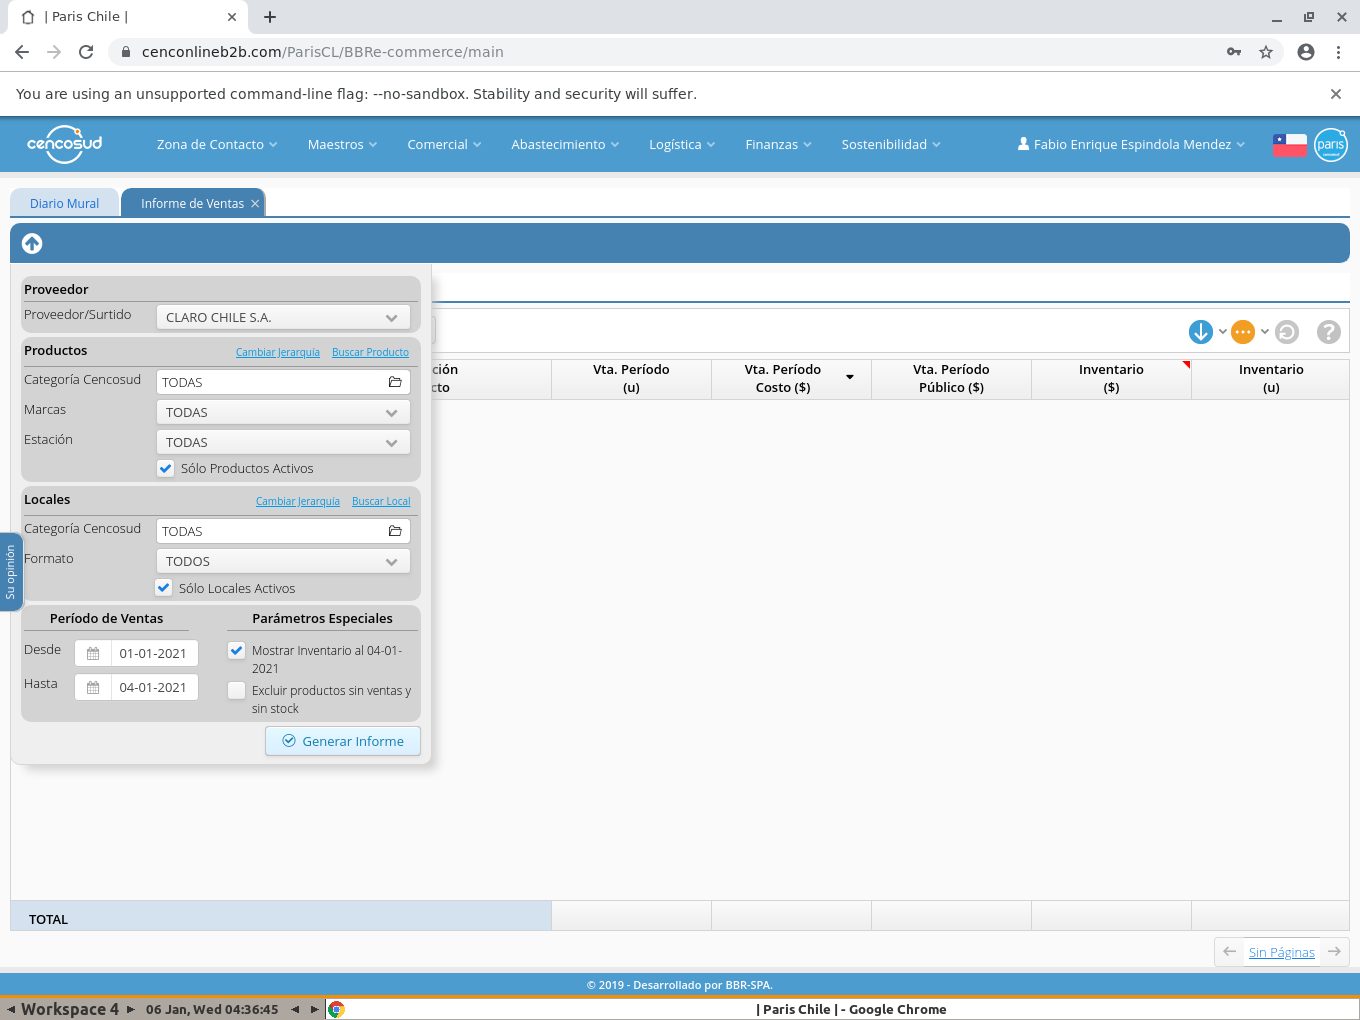 | Paris Chile |
cenconlineb2b.com/ParisCL/BBRe-commerce/main
You are using an unsupported command-line flag: --no-sandbox. Stability and security will suffer.
cencosud
Zona de Contacto
Maestros
Comercial
Abastecimiento
Logística
Finanzas
Sostenibilidad
Fabio Enrique Espindola Mendez
paris
Diario Mural
Informe de Ventas
Proveedor
Proveedor/Surtido
CLARO CHILE S.A.
Productos
Cambiar Jerarquía
Buscar Producto
Categoría Cencosud
TODAS
Marcas
TODAS
Estación
TODAS
Sólo Productos Activos
Locales
Cambiar Jerarquía
Buscar Local
Categoría Cencosud
TODAS
Formato
TODOS
Sólo Locales Activos
Su opinión
Período de Ventas
Desde
01-01-2021
Hasta
04-01-2021
Parámetros Especiales
Mostrar Inventario al 04-01-
2021
Excluir productos sin ventas y
sin stock
Generar Informe
ción
cto
Vta. Período
(u)
Vta. Período
Costo ($)
Vta. Período
Público ($)
Inventario
($)
Inventario
(u)
TOTAL
Sin Páginas
© 2019 - Desarrollado por BBR-SPA.
Workspace 4
06 Jan, Wed 04:36:45
| Paris Chile | - Google Chrome